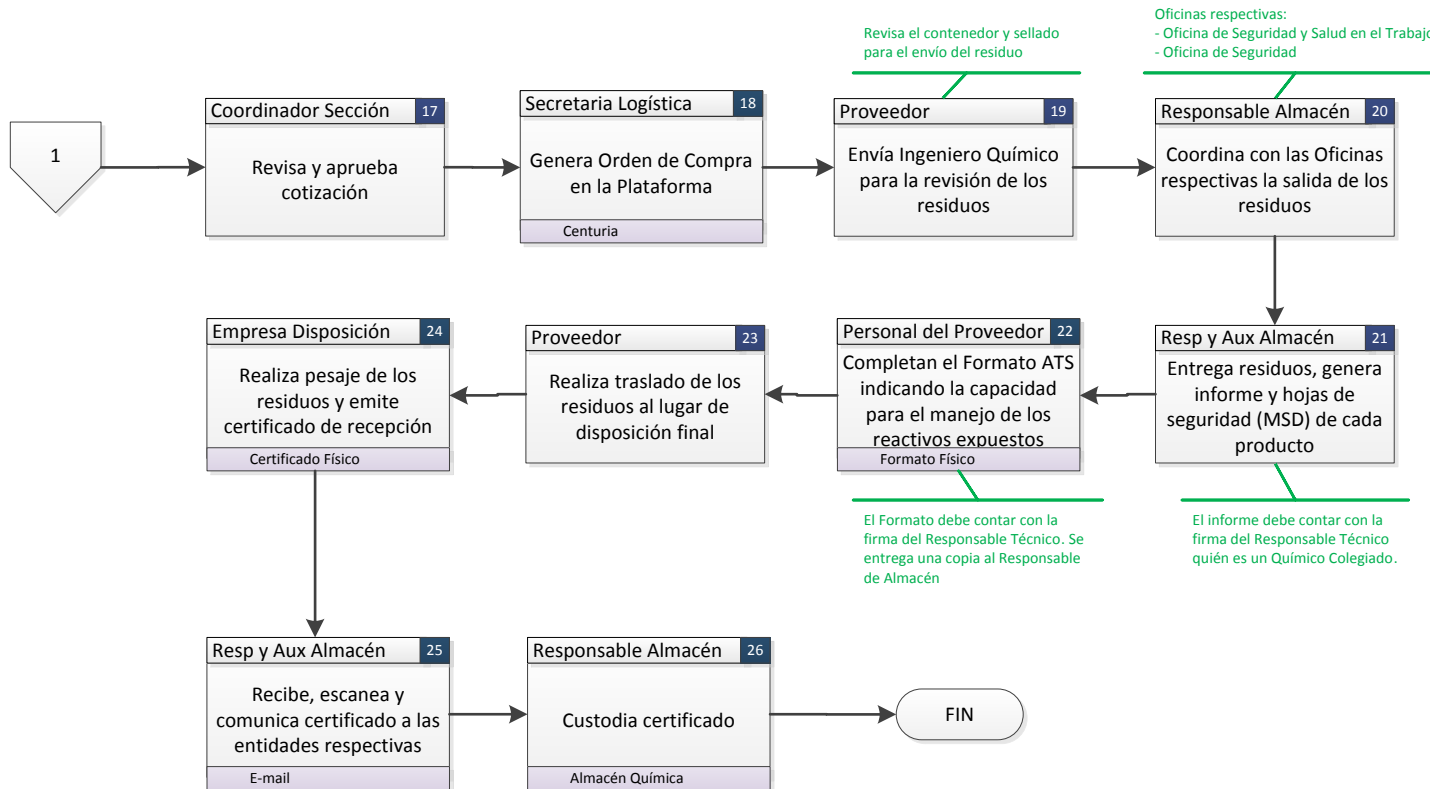 Oficinas respectivas:
- Oficina de Seguridad y Salud en el Trabajo
- Oficina de Seguridad
Revisa el contenedor y sellado
para el envío del residuo
1
Coordinador Sección 17
Revisa y aprueba
cotización
Secretaria Logística 18
Genera Orden de Compra
en la Plataforma
Centuria
Proveedor 19
Envía Ingeniero Químico
para la revisión de los
residuos
Responsable Almacén 20
Coordina con las Oficinas
respectivas la salida de los
residuos
Resp y Aux Almacén 21
Entrega residuos, genera
informe y hojas de
seguridad (MSD) de cada
producto
El informe debe contar con la
firma del Responsable Técnico
quién es un Químico Colegiado.
Personal del Proveedor 22
Completan el Formato ATS
indicando la capacidad
para el manejo de los
reactivos expuestos
Formato Físico
El Formato debe contar con la
firma del Responsable Técnico. Se
entrega una copia al Responsable
de Almacén
Proveedor 23
Realiza traslado de los
residuos al lugar de
disposición final
Empresa Disposición 24
Realiza pesaje de los
residuos y emite
certificado de recepción
Certificado Físico
Resp y Aux Almacén 25
Recibe, escanea y
comunica certificado a las
entidades respectivas
E-mail
Responsable Almacén 26
Custodia certificado
Almacén Química
FIN